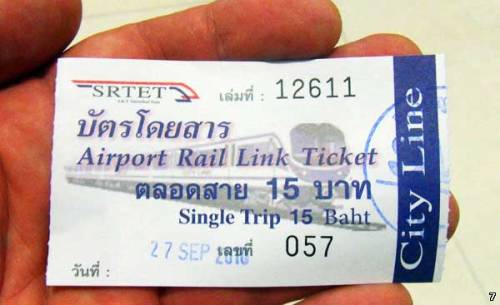 SRTET
เล่มที่ : 12611
บัตรโดยสาร
Airport Rail Link Ticket
ตลอดสาย 15 บาท
Single Trip 15 Baht
27 SEP 2010
เลขที่ 057
วันที่ :
City Line
7